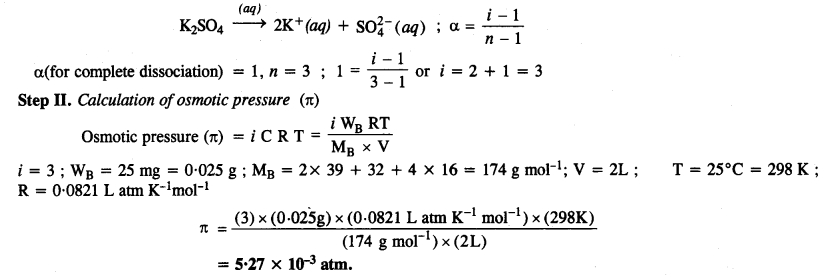 K₂SO₄ —(aq)→ 2K⁺(aq) + SO₄²⁻(aq) ; α = (i − 1)/(n − 1)
α(for complete dissociation) = 1, n = 3 ; 1 = (i − 1)/(3 − 1) or i = 2 + 1 = 3
Step II. Calculation of osmotic pressure (π)
Osmotic pressure (π) = i C R T = (i W_B RT)/(M_B × V)
i = 3 ; W_B = 25 mg = 0·025 g ; M_B = 2× 39 + 32 + 4 × 16 = 174 g mol⁻¹; V = 2L ; T = 25°C = 298 K ;
R = 0·0821 L atm K⁻¹mol⁻¹
π = ((3) × (0·025g) × (0·0821 L atm K⁻¹ mol⁻¹) × (298K))/((174 g mol⁻¹) × (2L))
= 5·27 × 10⁻³ atm.